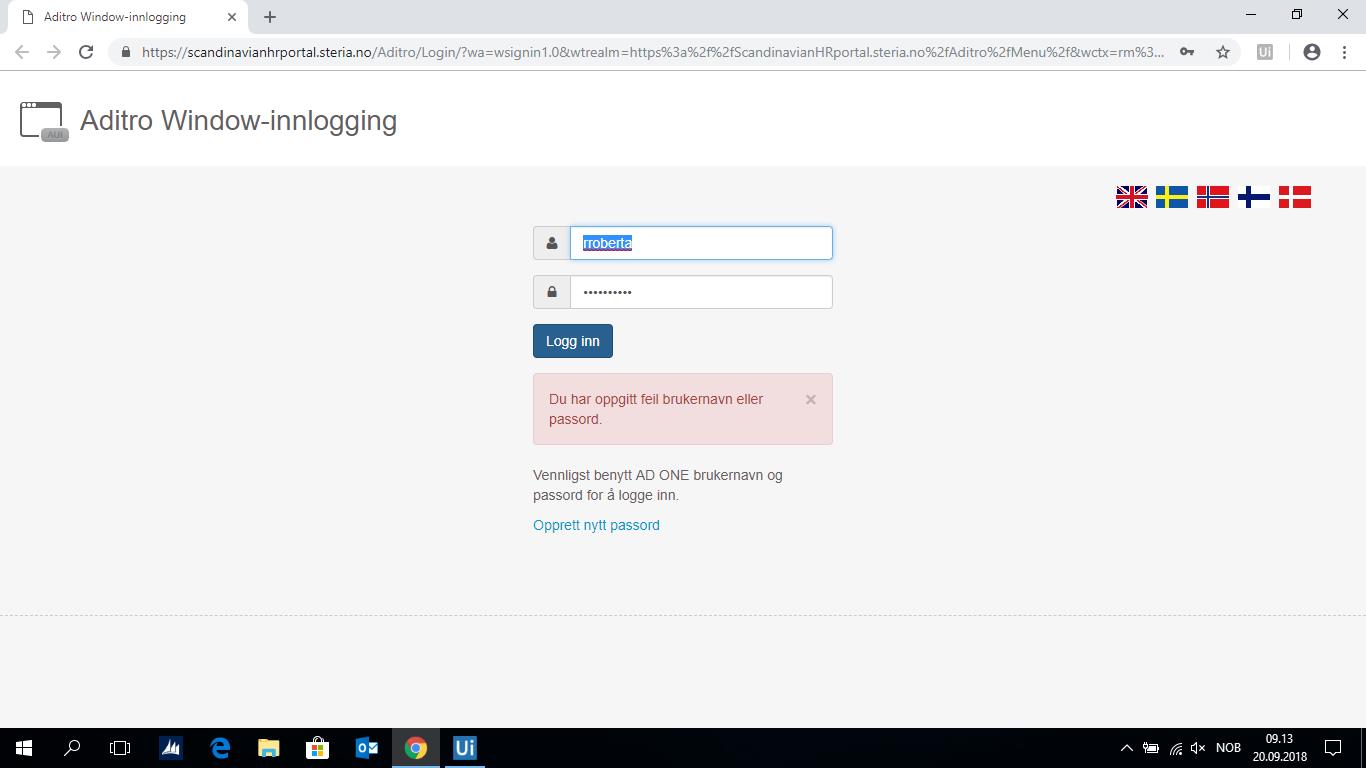 Aditro Window-innlogging
https://scandinavianhrportal.steria.no/Aditro/Login/?wa=wsignin1.0&wtrealm=https%3a%2f%2fScandinavianHRportal.steria.no%2fAditro%2fMenu%2f&wctx=rm%3...
Ui
AUI
Aditro Window-innlogging
rroberta
••••••••••
Logg inn
Du har oppgitt feil brukernavn eller
passord.
Vennligst benytt AD ONE brukernavn og
passord for å logge inn.
Opprett nytt passord
Ui
NOB
09.13
20.09.2018